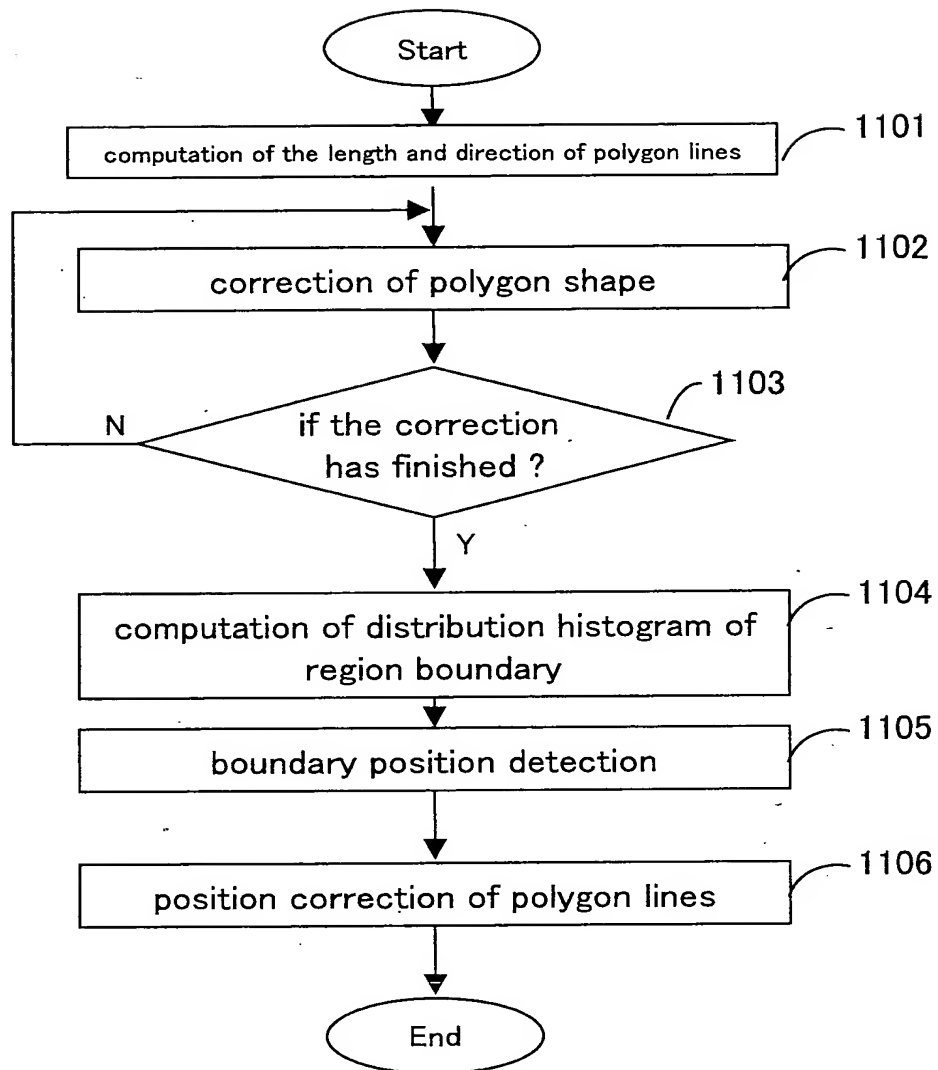 Start
computation of the length and direction of polygon lines
1101
correction of polygon shape
1102
1103
if the correction
has finished ?
N
Y
computation of distribution histogram of
region boundary
1104
boundary position detection
1105
position correction of polygon lines
1106
End